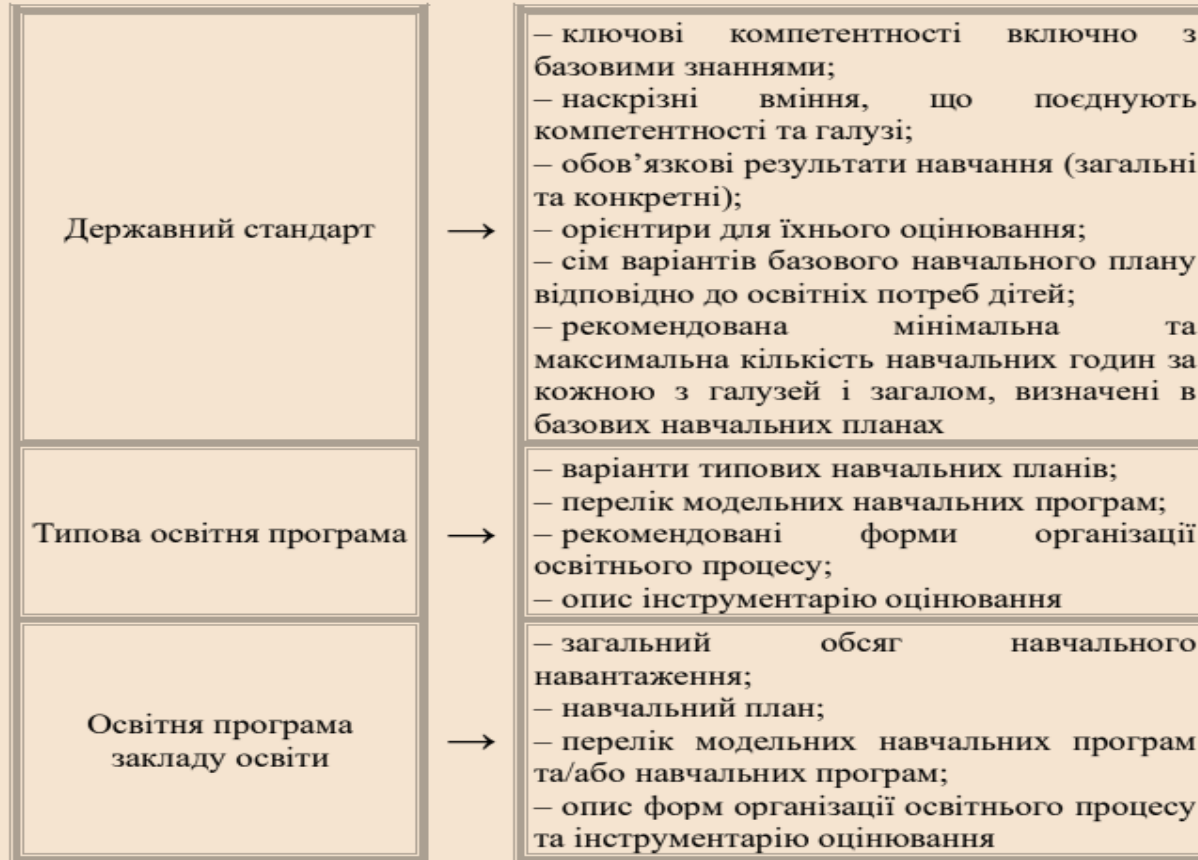 Державний стандарт
→
– ключові компетентності включно з
базовими знаннями;
– наскрізні вміння, що поєднують
компетентності та галузі;
– обов’язкові результати навчання (загальні
та конкретні);
– орієнтири для їхнього оцінювання;
– сім варіантів базового навчального плану
відповідно до освітніх потреб дітей;
– рекомендована мінімальна та
максимальна кількість навчальних годин за
кожною з галузей і загалом, визначені в
базових навчальних планах
Типова освітня програма
→
– варіанти типових навчальних планів;
– перелік модельних навчальних програм;
– рекомендовані форми організації
освітнього процесу;
– опис інструментарію оцінювання
Освітня програма
закладу освіти
→
– загальний обсяг навчального
навантаження;
– навчальний план;
– перелік модельних навчальних програм
та/або навчальних програм;
– опис форм організації освітнього процесу
та інструментарію оцінювання